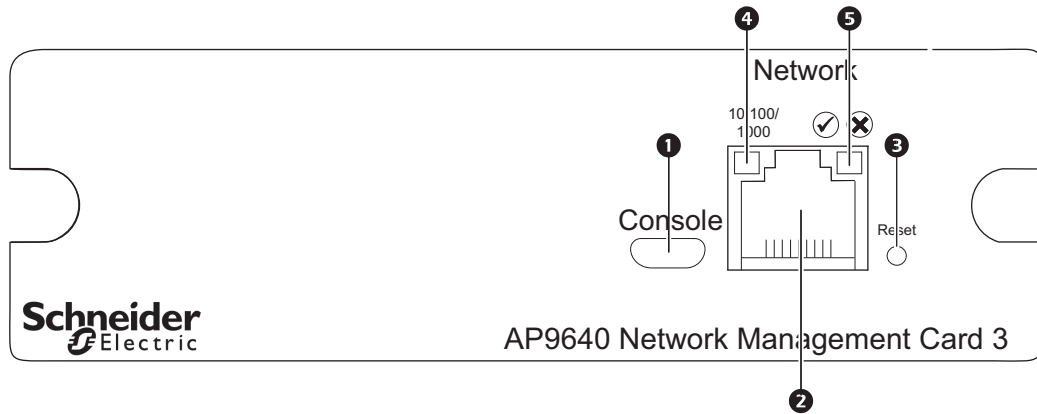 4 5
Network
10/100/
1000
1 3
Console
Reset
Schneider
Electric
AP9640 Network Management Card 3
2